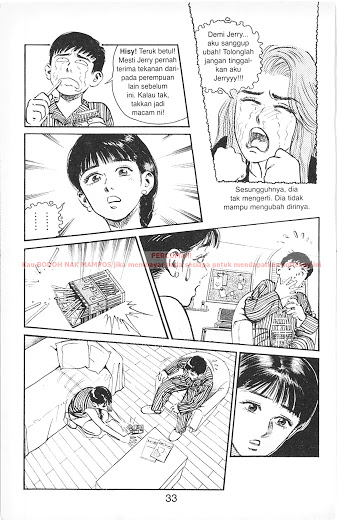 Hisy! Teruk betul!
Mesti Jerry pernah
terima tekanan dari-
pada perempuan
lain sebelum
ini. Kalau tak,
takkan jadi
macam ni!
Demi Jerry...
aku sanggup
ubah! Tolonglah
jangan tinggal-
kan aku
Jerryyy!!!
Sesungguhnya, dia
tak mengerti. Dia tidak
mampu mengubah dirinya.
33